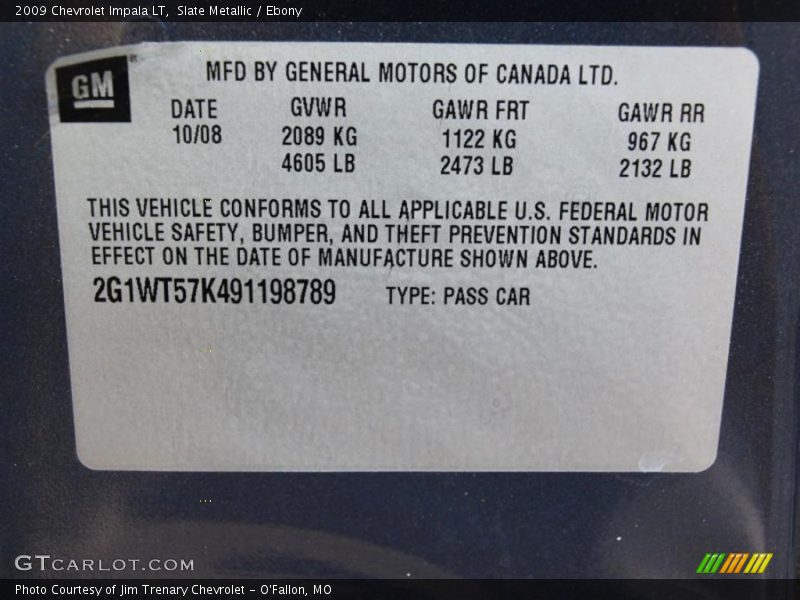 2009 Chevrolet Impala LT, Slate Metallic / Ebony
GM
MFD BY GENERAL MOTORS OF CANADA LTD.
DATE GVWR GAWR FRT GAWR RR
10/08 2089 KG 1122 KG 967 KG
4605 LB 2473 LB 2132 LB
THIS VEHICLE CONFORMS TO ALL APPLICABLE U.S. FEDERAL MOTOR
VEHICLE SAFETY, BUMPER, AND THEFT PREVENTION STANDARDS IN
EFFECT ON THE DATE OF MANUFACTURE SHOWN ABOVE.
2G1WT57K491198789 TYPE: PASS CAR
GTCARLOT.COM
Photo Courtesy of Jim Trenary Chevrolet - O'Fallon, MO